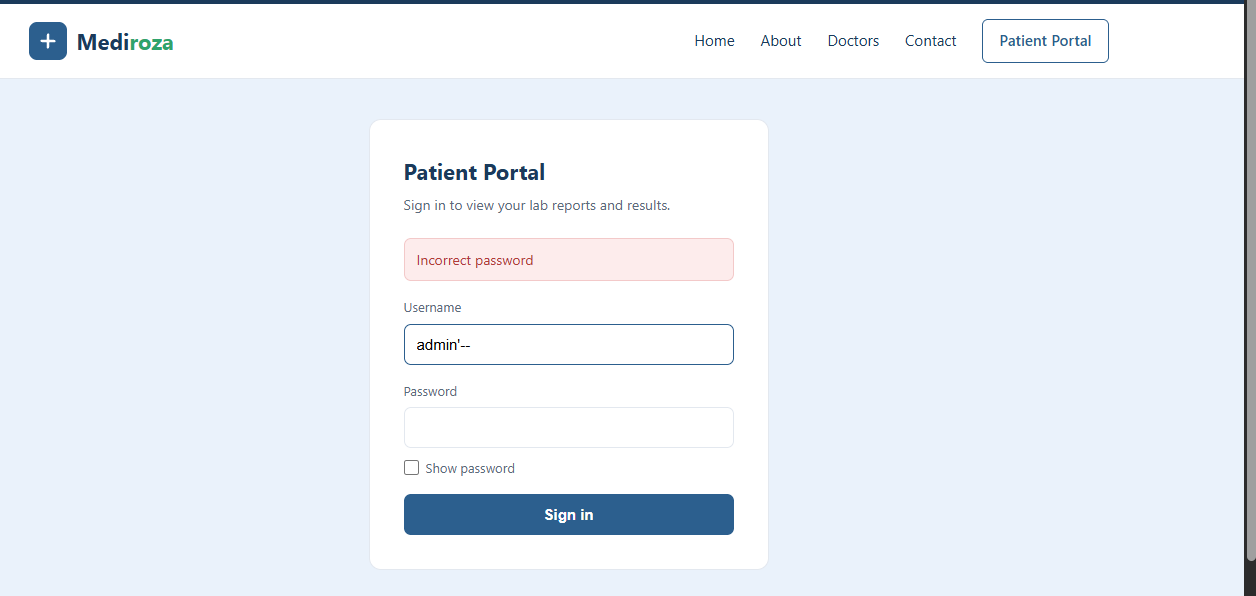 + Mediroza
Home About Doctors Contact Patient Portal
Patient Portal
Sign in to view your lab reports and results.
Incorrect password
Username
admin'--
Password
Show password
Sign in